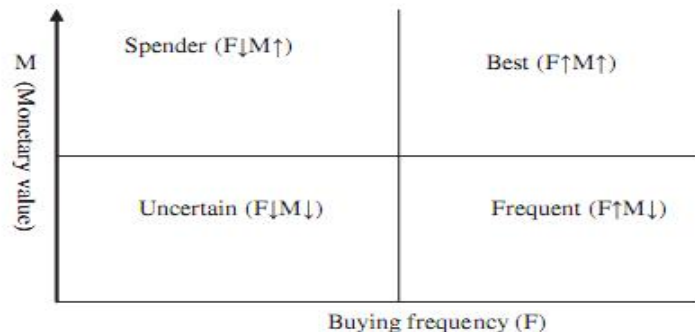 Spender (F↓M↑)
Best (F↑M↑)
M (Monetary value)
Uncertain (F↓M↓)
Frequent (F↑M↓)
Buying frequency (F)